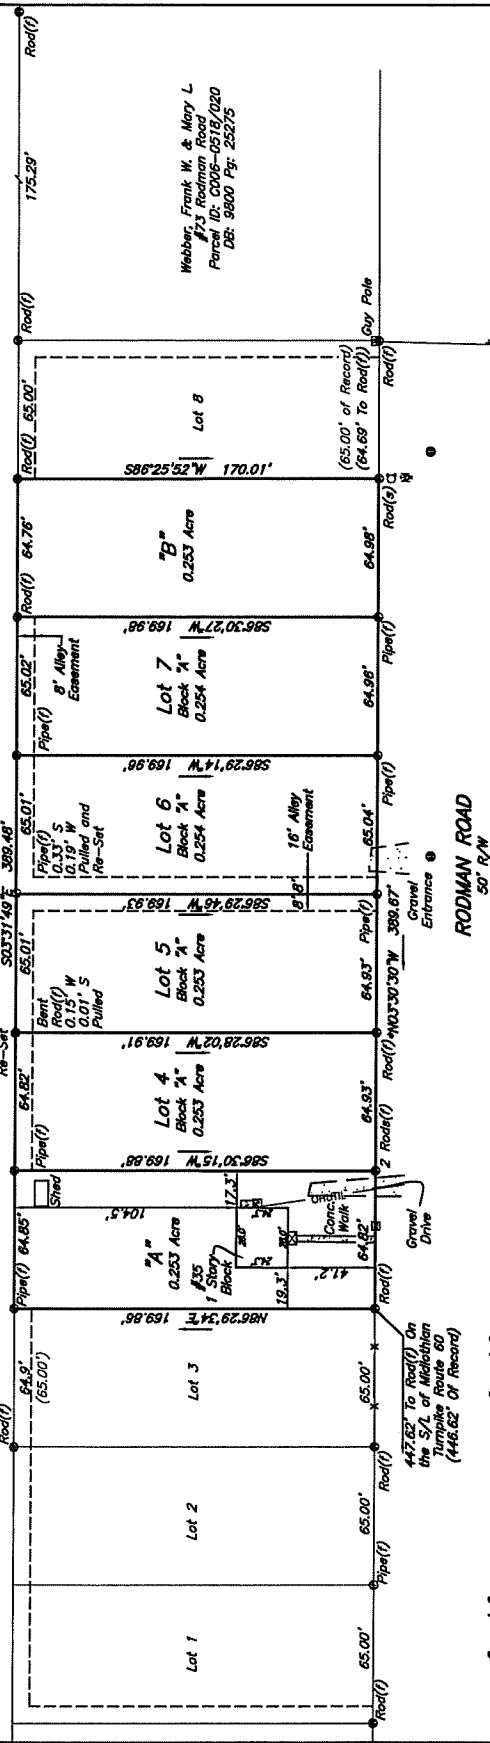 Rod(f)
175.29'
Webber, Frank W. & Mary L.
#73 Rodman Road
Parcel ID: C006-0518/020
DB: 9800 Pg: 25275
Rod(f)
65.00'
Rod(f)
Lot 8
(65.00' of Record)
(64.69' To Rod(f))
Guy Pole
Rod(f)
S86°25'52"W 170.01'
64.76'
Rod(f)
"B"
0.253 Acre
64.98'
Rod(s)
S86°30'27"W 169.98'
65.02'
8' Alley
Easement
Pipe(f)
Lot 7
Block "A"
0.254 Acre
64.96'
Pipe(f)
S86°29'14"W 169.96'
65.01'
Pipe(f)
0.33' S
0.19' W
Pulled and
Re-Set
Lot 6
Block "A"
0.254 Acre
16' Alley
Easement
65.04'
Pipe(f)
S03°31'49"E 389.48'
S86°29'46"W 169.93'
8' 8'
Gravel
Entrance
RODMAN ROAD
50' R/W
65.01'
Bent
Rod(f)
0.15' W
0.01' S
Pulled
Re-Set
Lot 5
Block "A"
0.253 Acre
64.93'
Pipe(f)
N03°30'30"W 389.67'
S86°28'02"W 169.91'
64.82'
Pipe(f)
Lot 4
Block "A"
0.253 Acre
64.93'
Rod(f)
S86°30'15"W 169.88'
2 Rods(f)
64.85'
Shed
Pipe(f)
104.5'
17.3'
"A"
0.253 Acre
#35
1 Story
Block
24.3'
24.3'
19.3'
41.2'
OHUTIL
Conc.
Walk
64.82'
Gravel
Drive
Rod(f)
N86°29'34"E 169.86'
64.9'
(65.00')
Rod(f)
Lot 3
65.00'
447.62' To Rod(f) On
the S/L of Midlothian
Turnpike Route 60
(446.62' Of Record)
Rod(f)
Lot 2
65.00'
Pipe(f)
Lot 1
65.00'
Rod(f)